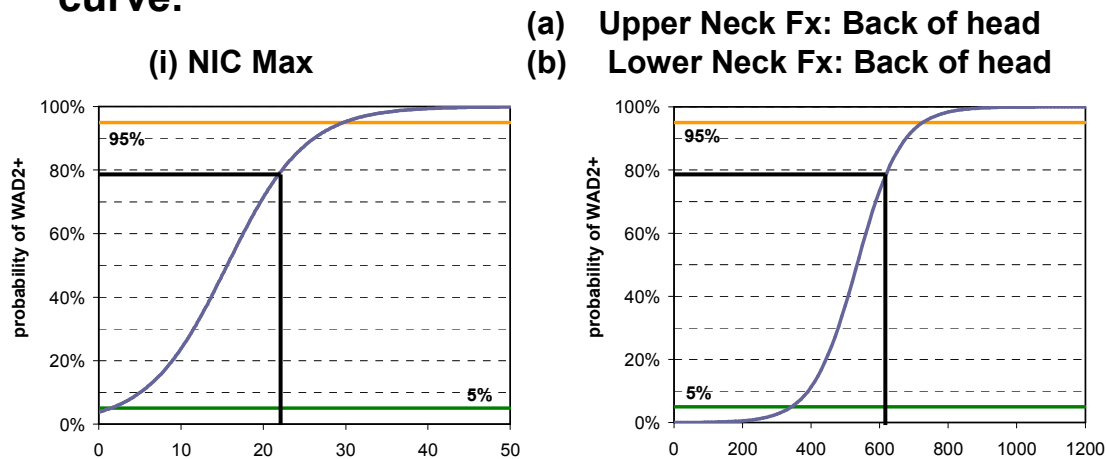 curve.
(a) Upper Neck Fx: Back of head
(i) NIC Max
(b) Lower Neck Fx: Back of head
probability of WAD2+
100%
80%
60%
40%
20%
0%
95%
5%
0 10 20 30 40 50
probability of WAD2+
100%
80%
60%
40%
20%
0%
95%
5%
0 200 400 600 800 1000 1200